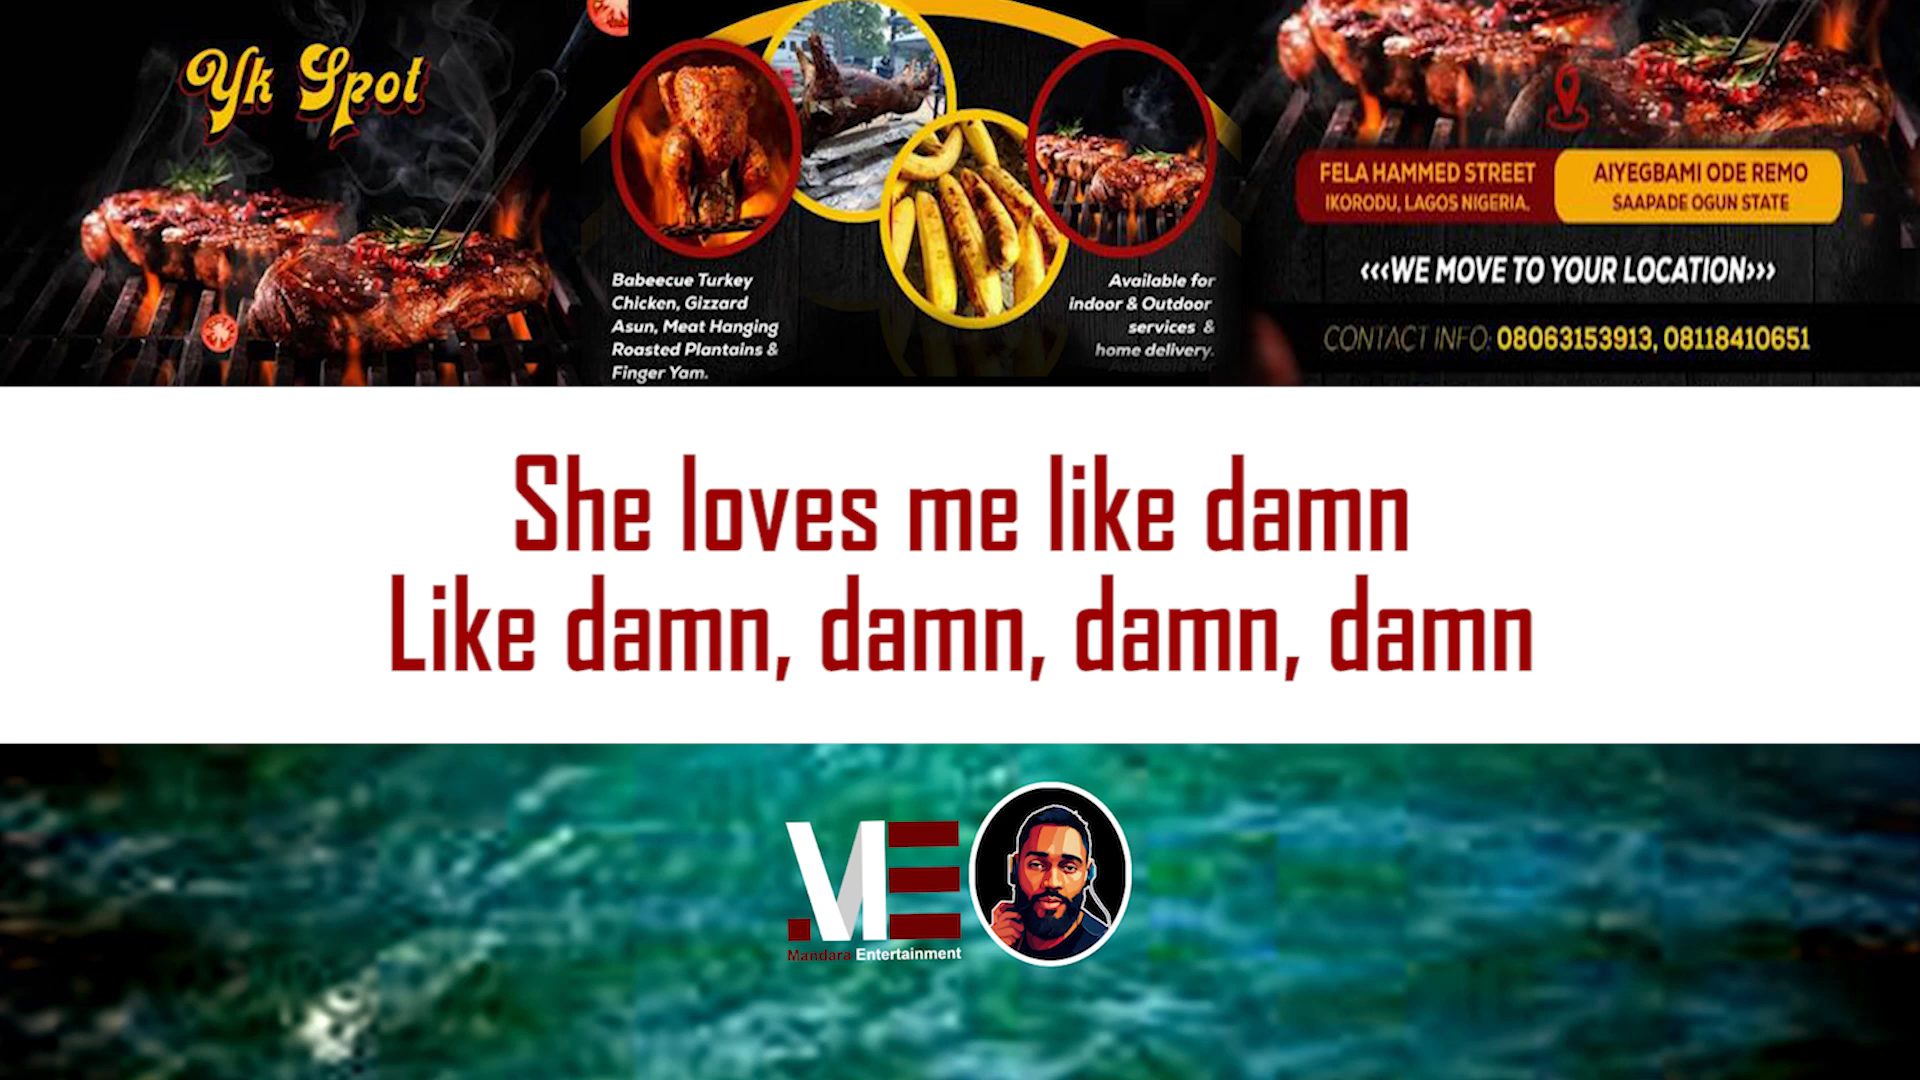 Yk Spot
Babeecue Turkey
Chicken, Gizzard
Asun, Meat Hanging
Roasted Plantains &
Finger Yam.
Available for
indoor & Outdoor
services &
home delivery.
FELA HAMMED STREET
IKORODU, LAGOS NIGERIA.
AIYEGBAMI ODE REMO
SAAPADE OGUN STATE
‹‹‹WE MOVE TO YOUR LOCATION›››
CONTACT INFO: 08063153913, 08118410651
She loves me like damn
Like damn, damn, damn, damn
ME
Mandara Entertainment